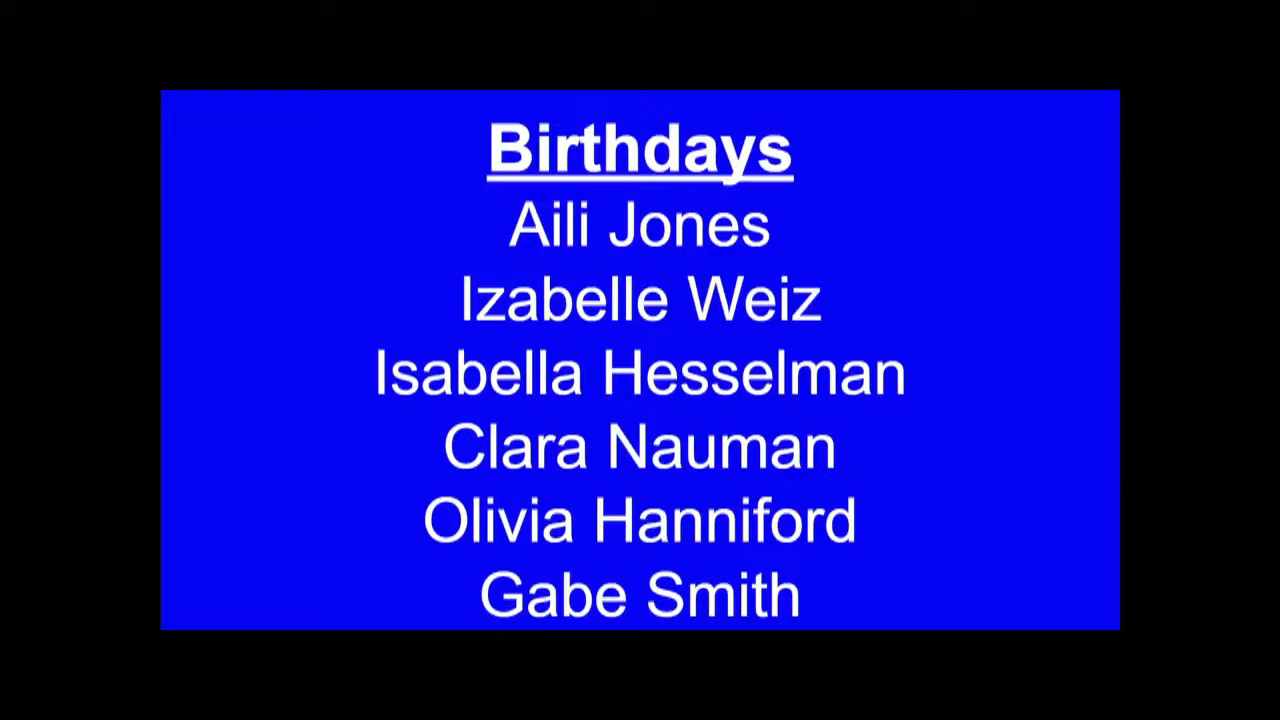 Birthdays
Aili Jones
Izabelle Weiz
Isabella Hesselman
Clara Nauman
Olivia Hanniford
Gabe Smith